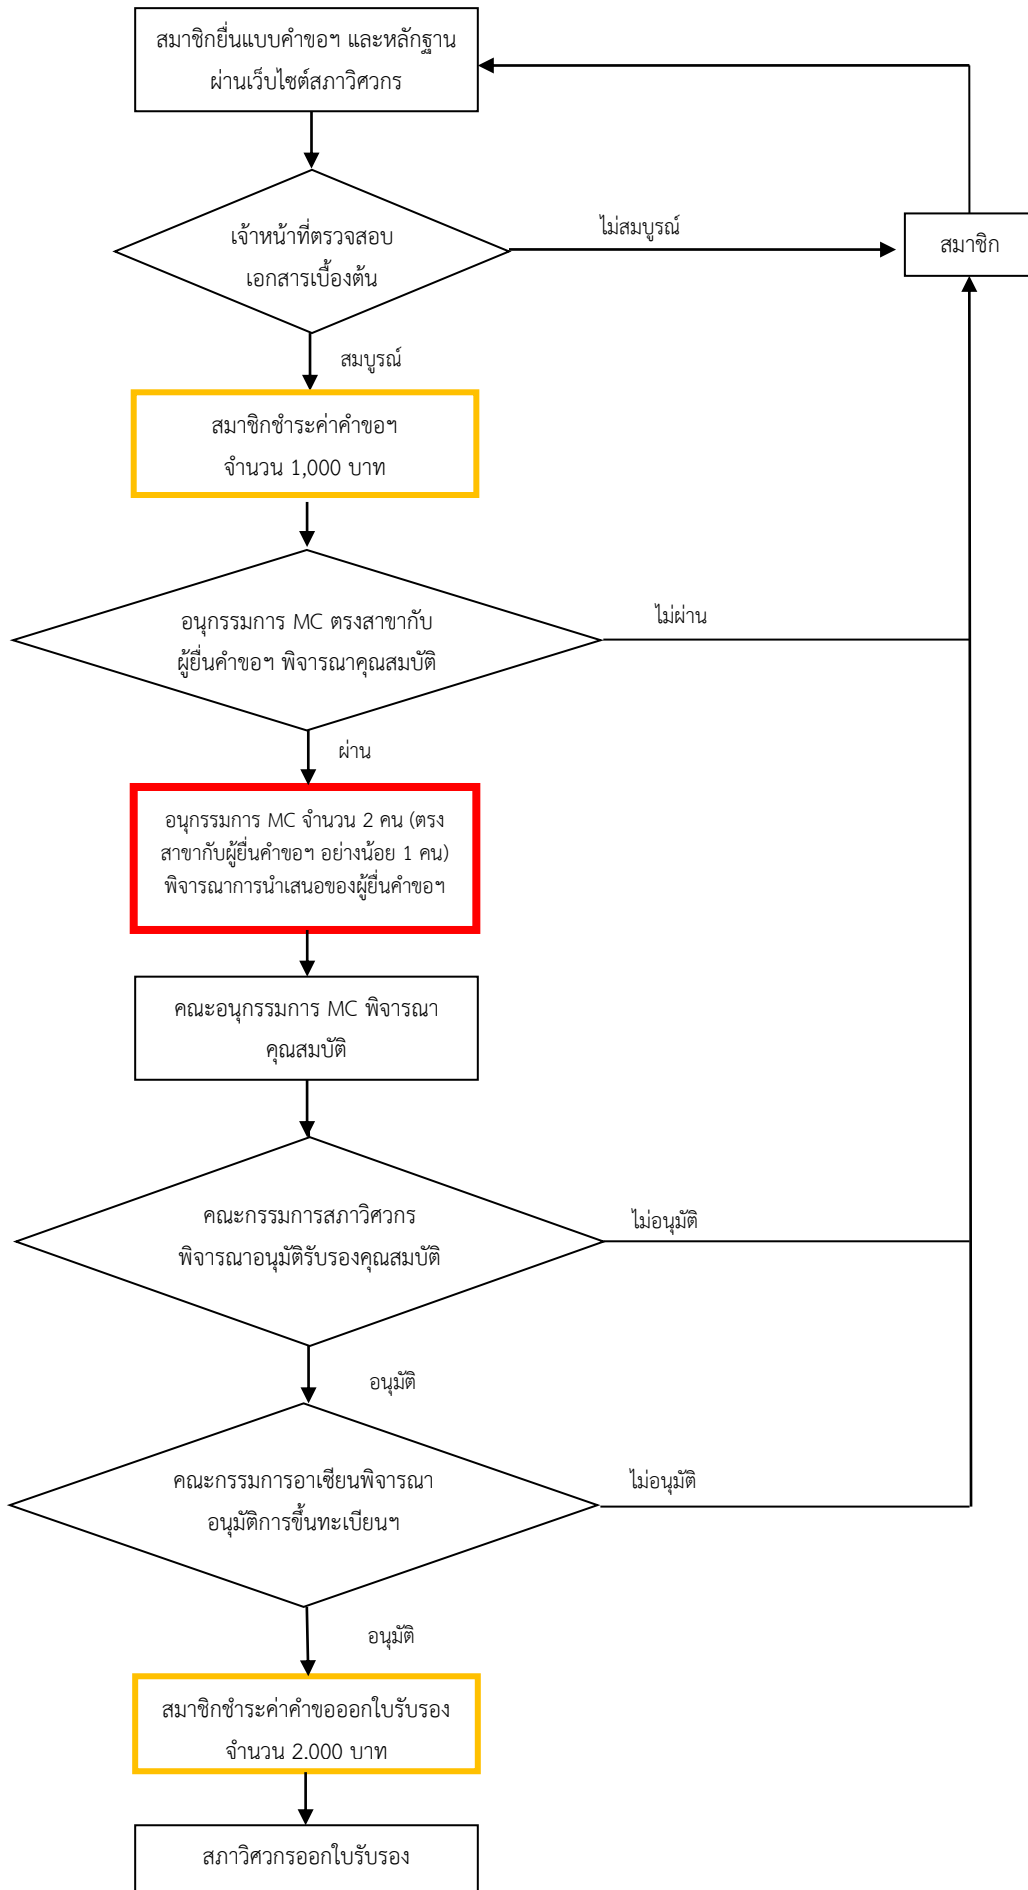 สมาชิกยื่นแบบคำขอฯ และหลักฐาน
ผ่านเว็บไซต์สภาวิศวกร
เจ้าหน้าที่ตรวจสอบ
เอกสารเบื้องต้น
ไม่สมบูรณ์
สมาชิก
สมบูรณ์
สมาชิกชำระค่าคำขอฯ
จำนวน 1,000 บาท
อนุกรรมการ MC ตรงสาขากับ
ผู้ยื่นคำขอฯ พิจารณาคุณสมบัติ
ไม่ผ่าน
ผ่าน
อนุกรรมการ MC จำนวน 2 คน (ตรง
สาขากับผู้ยื่นคำขอฯ อย่างน้อย 1 คน)
พิจารณาการนำเสนอของผู้ยื่นคำขอฯ
คณะอนุกรรมการ MC พิจารณา
คุณสมบัติ
คณะกรรมการสภาวิศวกร
พิจารณาอนุมัติรับรองคุณสมบัติ
ไม่อนุมัติ
อนุมัติ
คณะกรรมการอาเซียนพิจารณา
อนุมัติการขึ้นทะเบียนฯ
ไม่อนุมัติ
อนุมัติ
สมาชิกชำระค่าคำขอออกใบรับรอง
จำนวน 2.000 บาท
สภาวิศวกรออกใบรับรอง